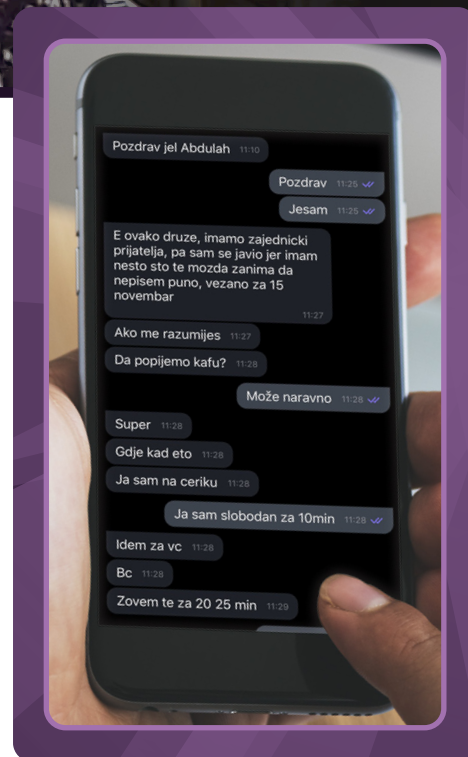 Pozdrav jel Abdulah 11:10
Pozdrav 11:25
Jesam 11:25
E ovako druze, imamo zajednicki
prijatelja, pa sam se javio jer imam
nesto sto te mozda zanima da
nepisem puno, vezano za 15
novembar
11:27
Ako me razumijes 11:27
Da popijemo kafu? 11:28
Može naravno 11:28
Super 11:28
Gdje kad eto 11:28
Ja sam na ceriku 11:28
Ja sam slobodan za 10min 11:28
Idem za vc 11:28
Bc 11:28
Zovem te za 20 25 min 11:29